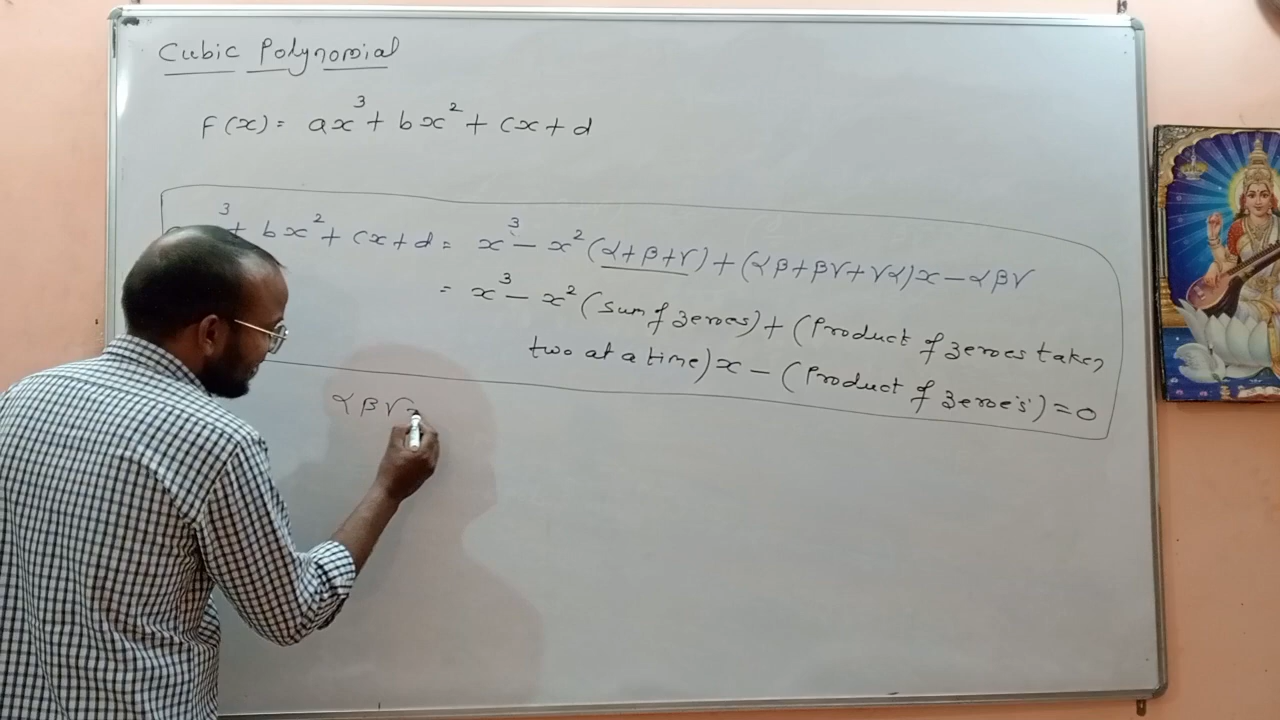 Cubic Polynomial
F(x) = ax³ + bx² + cx + d
³ + bx² + cx + d = x³ - x² (α+β+γ) + (αβ+βγ+γα)x - αβγ
= x³ - x² (sum of zeroes) + (Product of zeroes taken
two at a time)x - (Product of zeroe's) = 0
αβγ =